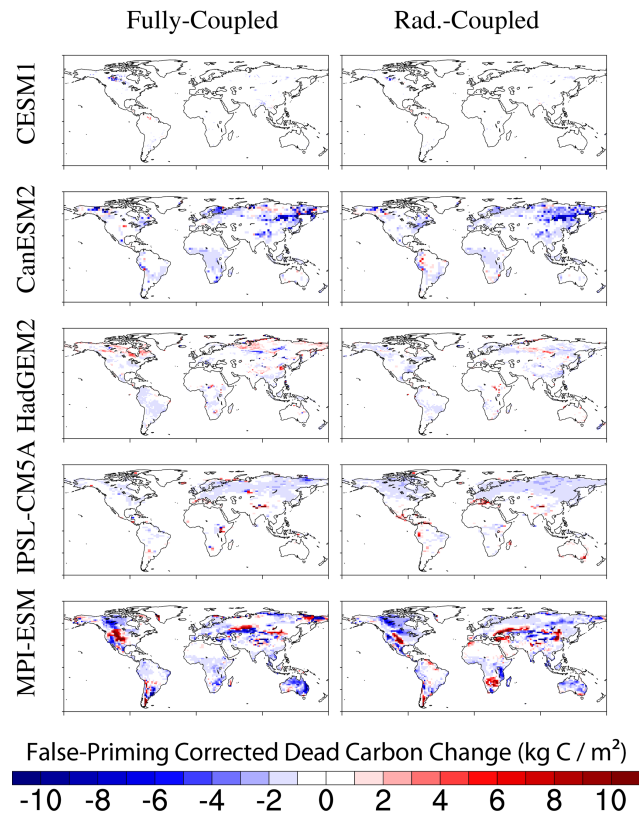 Fully-Coupled
Rad.-Coupled
CESM1
CanESM2
HadGEM2
IPSL-CM5A
MPI-ESM
False-Priming Corrected Dead Carbon Change (kg C / m²)
-10 -8 -6 -4 -2 0 2 4 6 8 10